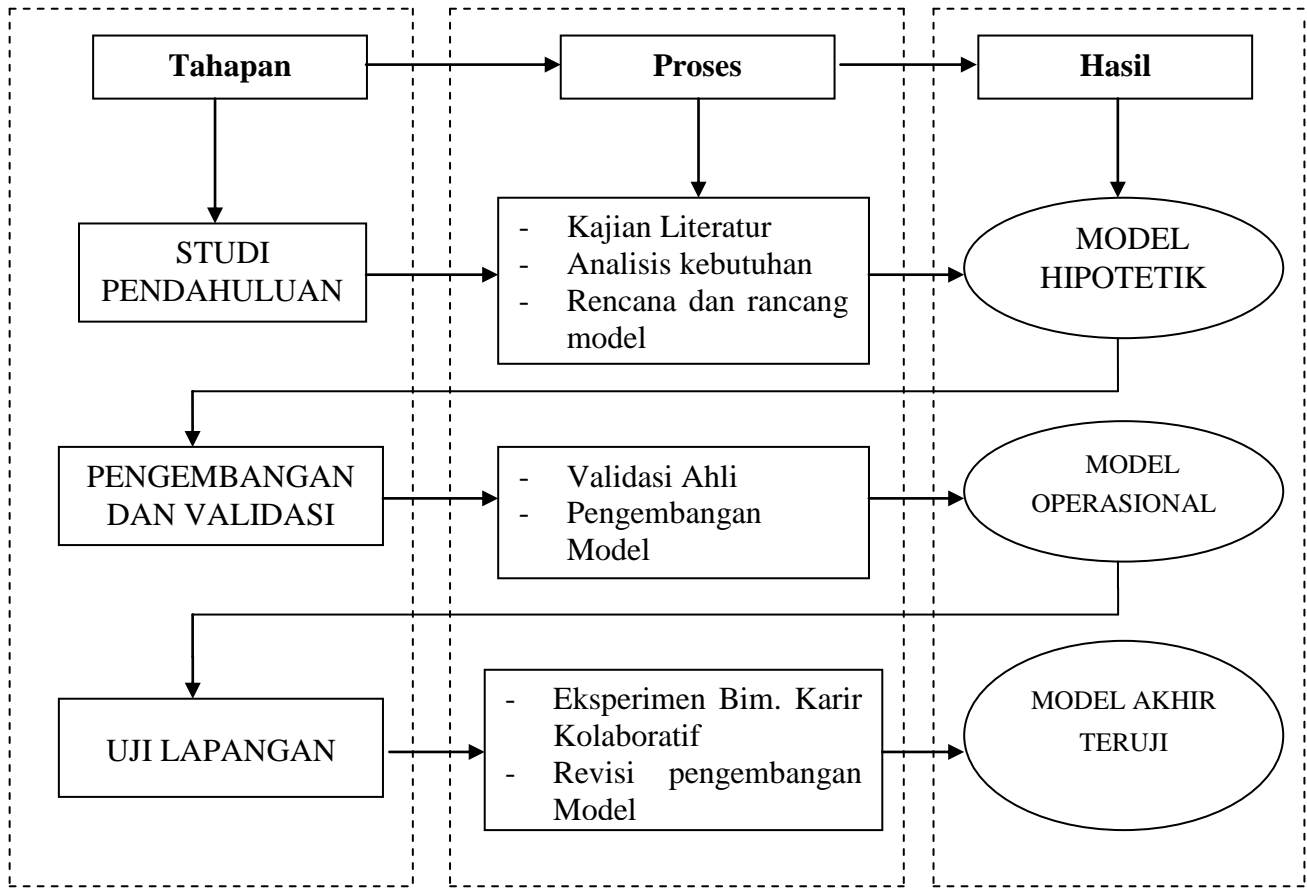 Tahapan
Proses
Hasil
STUDI
PENDAHULUAN
- Kajian Literatur
- Analisis kebutuhan
- Rencana dan rancang
model
MODEL
HIPOTETIK
PENGEMBANGAN
DAN VALIDASI
- Validasi Ahli
- Pengembangan
Model
MODEL
OPERASIONAL
UJI LAPANGAN
- Eksperimen Bim. Karir
Kolaboratif
- Revisi pengembangan
Model
MODEL AKHIR
TERUJI